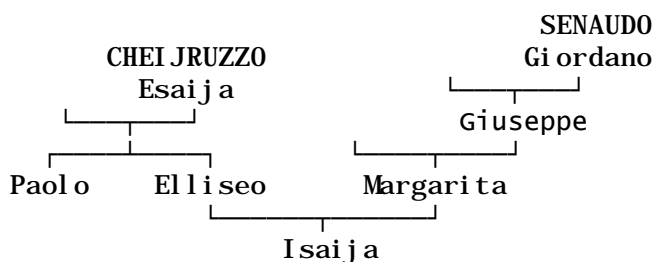 SENAUDO
CHEIJRUZZO Giordano
Esaija
Giuseppe
Paolo Elliseo Margarita
Isaija